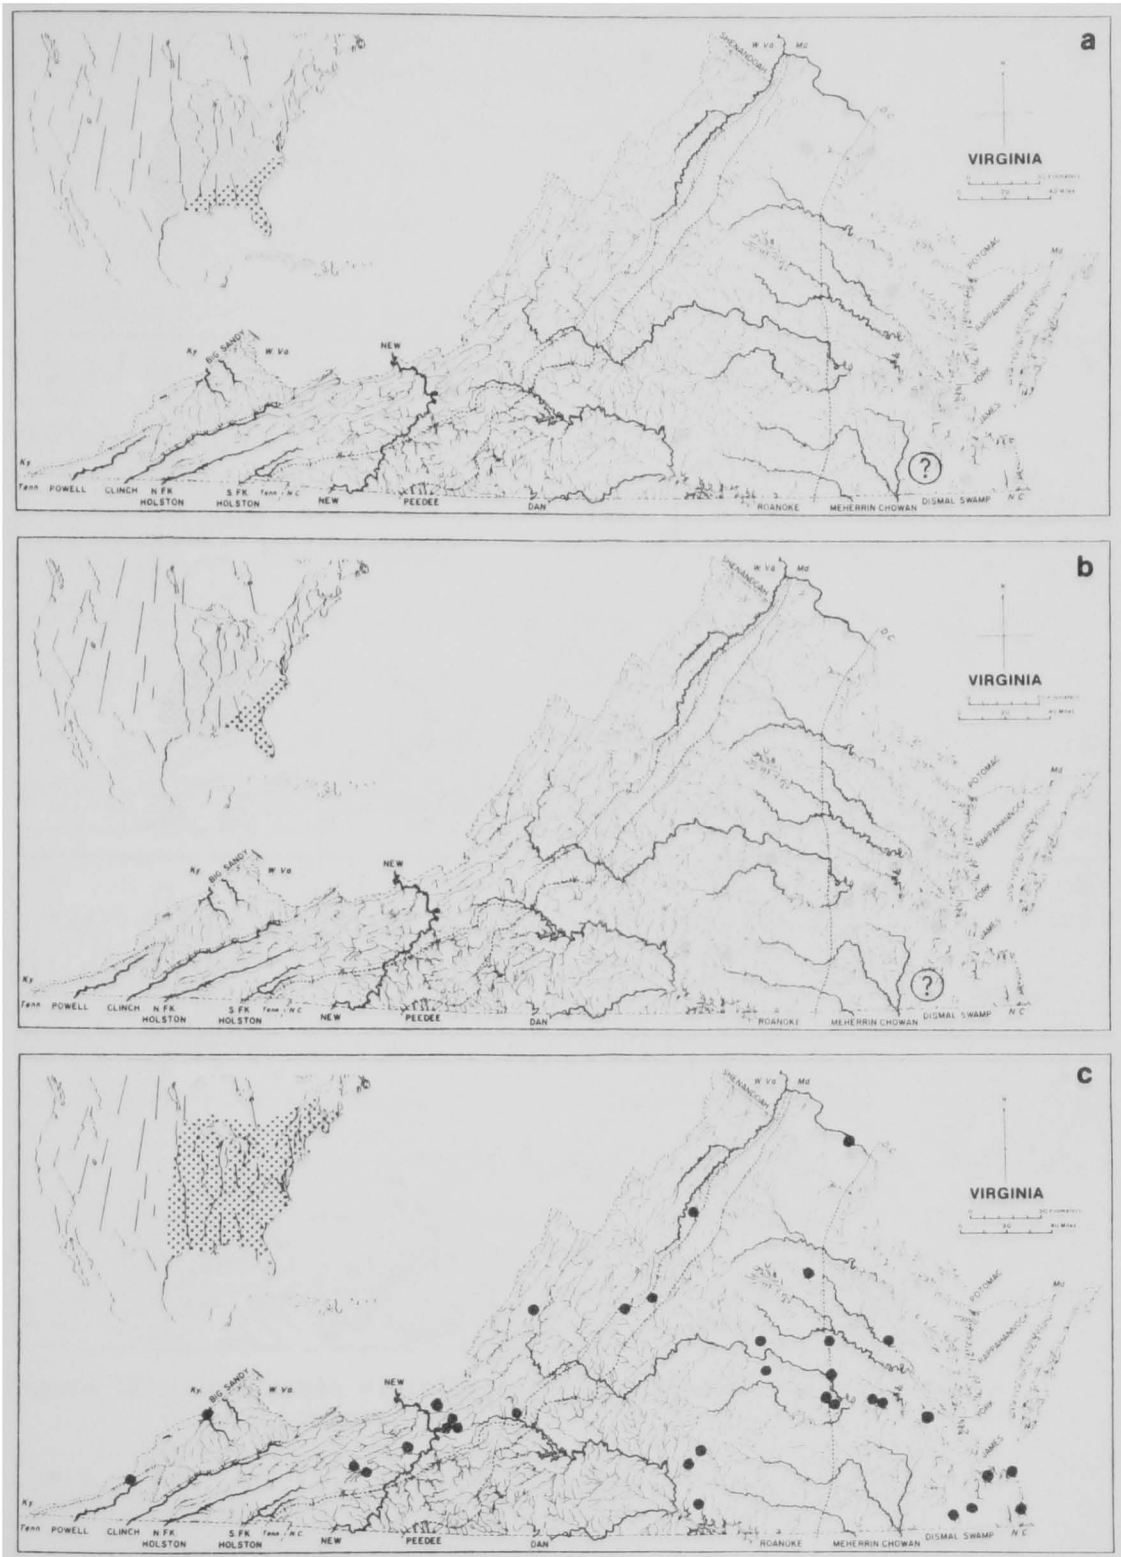 a
SHENANDOAH
W Va Md
D.C.
VIRGINIA
POTOMAC
Md
RAPPAHANNOCK
YORK
JAMES
Ky BIG SANDY W Va
NEW
?
Ky
Tenn POWELL CLINCH N FK HOLSTON S FK HOLSTON Tenn N C NEW PEEDEE DAN ROANOKE MEHERRIN CHOWAN DISMAL SWAMP N C
b
SHENANDOAH
W Va Md
D.C.
VIRGINIA
POTOMAC
Md
RAPPAHANNOCK
YORK
JAMES
Ky BIG SANDY W Va
NEW
?
Ky
Tenn POWELL CLINCH N FK HOLSTON S FK HOLSTON Tenn N C NEW PEEDEE DAN ROANOKE MEHERRIN CHOWAN DISMAL SWAMP N C
c
SHENANDOAH
W Va Md
D.C.
VIRGINIA
POTOMAC
Md
RAPPAHANNOCK
YORK
JAMES
Ky BIG SANDY W Va
NEW
Ky
Tenn POWELL CLINCH N FK HOLSTON S FK HOLSTON Tenn N C NEW PEEDEE DAN ROANOKE MEHERRIN CHOWAN DISMAL SWAMP N C